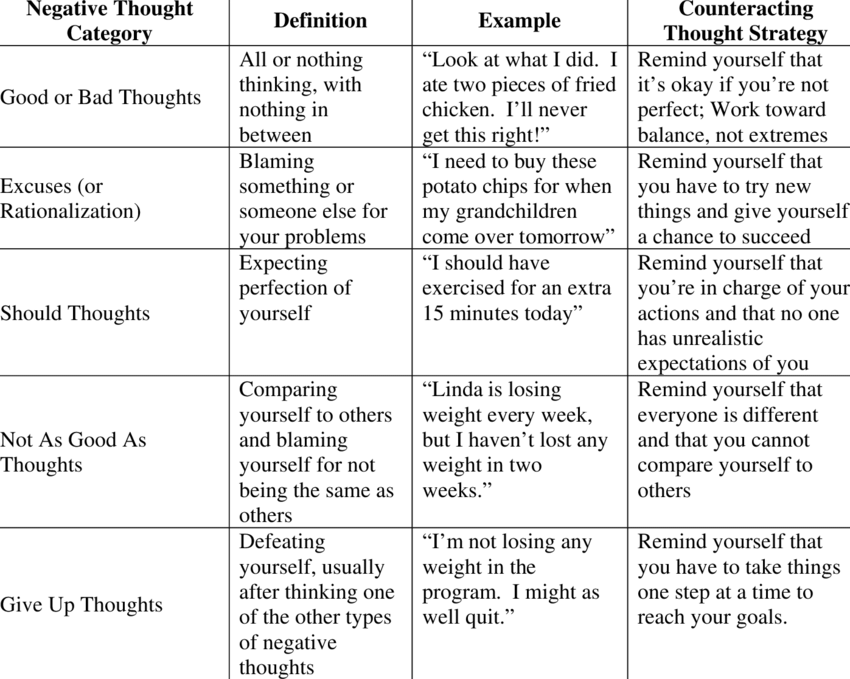 Negative Thought
Category
Definition
Example
Counteracting
Thought Strategy
Good or Bad Thoughts
All or nothing
thinking, with
nothing in
between
“Look at what I did.  I
ate two pieces of fried
chicken.  I’ll never
get this right!”
Remind yourself that
it’s okay if you’re not
perfect; Work toward
balance, not extremes
Excuses (or
Rationalization)
Blaming
something or
someone else for
your problems
“I need to buy these
potato chips for when
my grandchildren
come over tomorrow”
Remind yourself that
you have to try new
things and give yourself
a chance to succeed
Should Thoughts
Expecting
perfection of
yourself
“I should have
exercised for an extra
15 minutes today”
Remind yourself that
you’re in charge of your
actions and that no one
has unrealistic
expectations of you
Not As Good As
Thoughts
Comparing
yourself to others
and blaming
yourself for not
being the same as
others
“Linda is losing
weight every week,
but I haven’t lost any
weight in two
weeks.”
Remind yourself that
everyone is different
and that you cannot
compare yourself to
others
Give Up Thoughts
Defeating
yourself, usually
after thinking one
of the other types
of negative
thoughts
“I’m not losing any
weight in the
program.  I might as
well quit.”
Remind yourself that
you have to take things
one step at a time to
reach your goals.